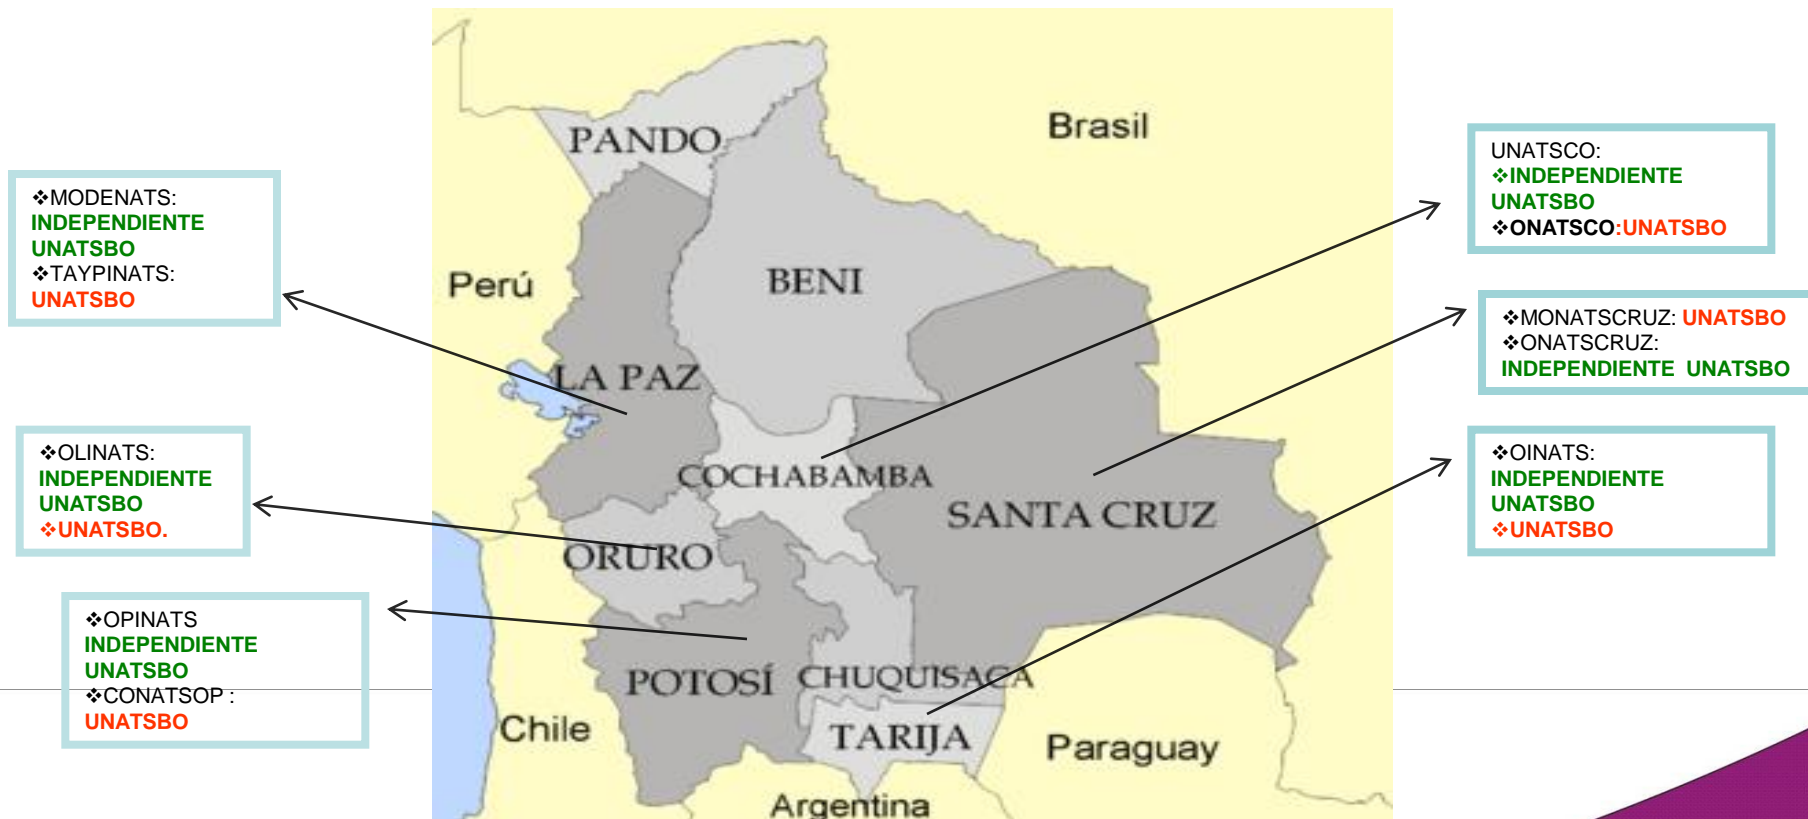 ❖MODENATS:
INDEPENDIENTE
UNATSBO
❖TAYPINATS:
UNATSBO
❖OLINATS:
INDEPENDIENTE
UNATSBO
❖UNATSBO.
❖OPINATS
INDEPENDIENTE
UNATSBO
❖CONATSOP :
UNATSBO
PANDO
Brasil
Perú
BENI
LA PAZ
COCHABAMBA
SANTA CRUZ
ORURO
POTOSÍ
CHUQUISACA
Chile
TARIJA
Paraguay
Argentina
UNATSCO:
❖INDEPENDIENTE
UNATSBO
❖ONATSCO:UNATSBO
❖MONATSCRUZ: UNATSBO
❖ONATSCRUZ:
INDEPENDIENTE UNATSBO
❖OINATS:
INDEPENDIENTE
UNATSBO
❖UNATSBO